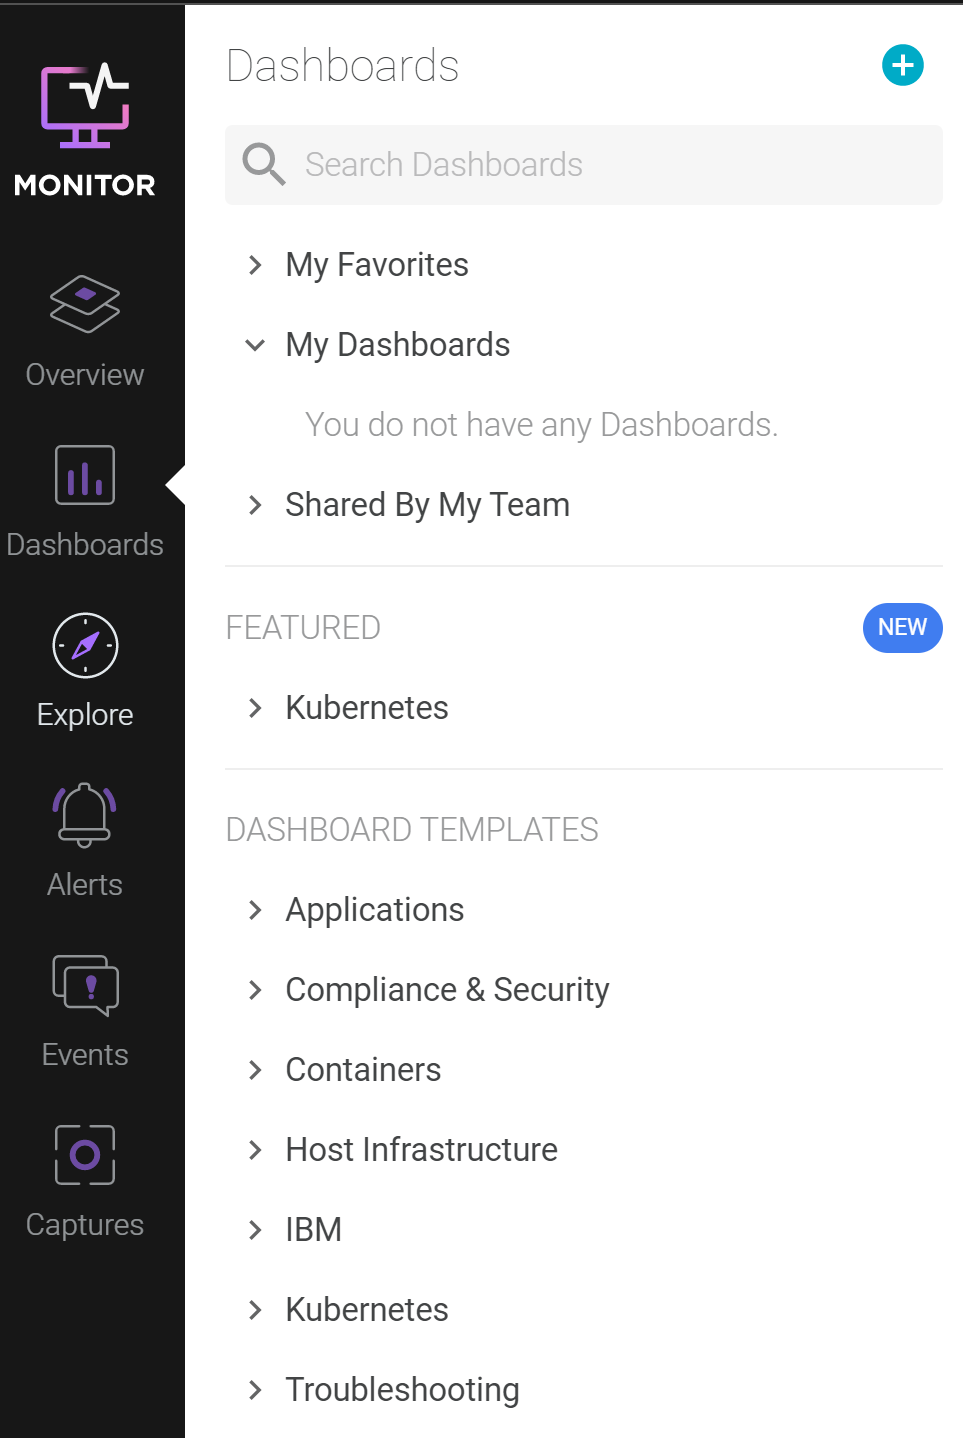 MONITOR
Overview
Dashboards
Explore
Alerts
Events
Captures
Dashboards
Search Dashboards
My Favorites
My Dashboards
You do not have any Dashboards.
Shared By My Team
FEATURED
NEW
Kubernetes
DASHBOARD TEMPLATES
Applications
Compliance & Security
Containers
Host Infrastructure
IBM
Kubernetes
Troubleshooting